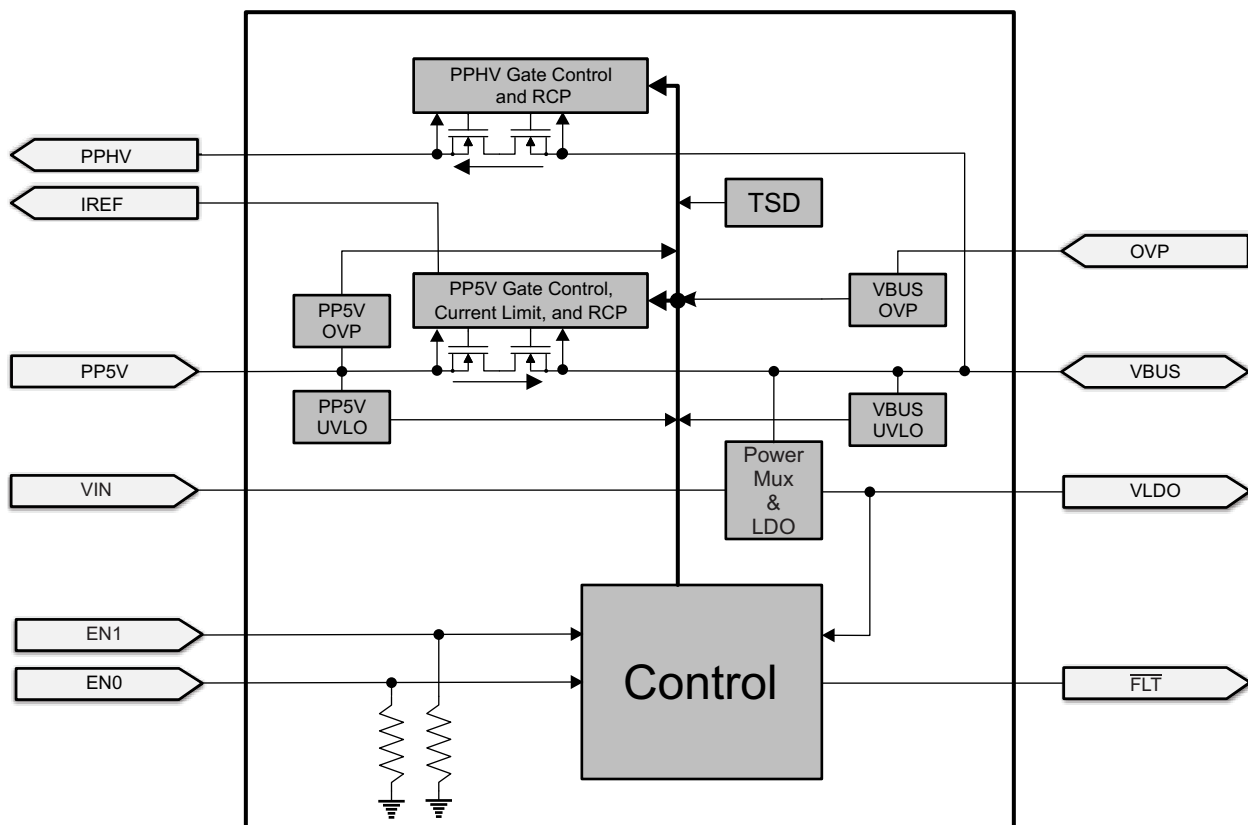 PPHV Gate Control
and RCP
PPHV
IREF
TSD
OVP
PP5V
OVP
PP5V Gate Control,
Current Limit, and RCP
VBUS
OVP
PP5V
VBUS
PP5V
UVLO
VBUS
UVLO
Power
Mux
&
LDO
VIN
VLDO
EN1
EN0
Control
FLT